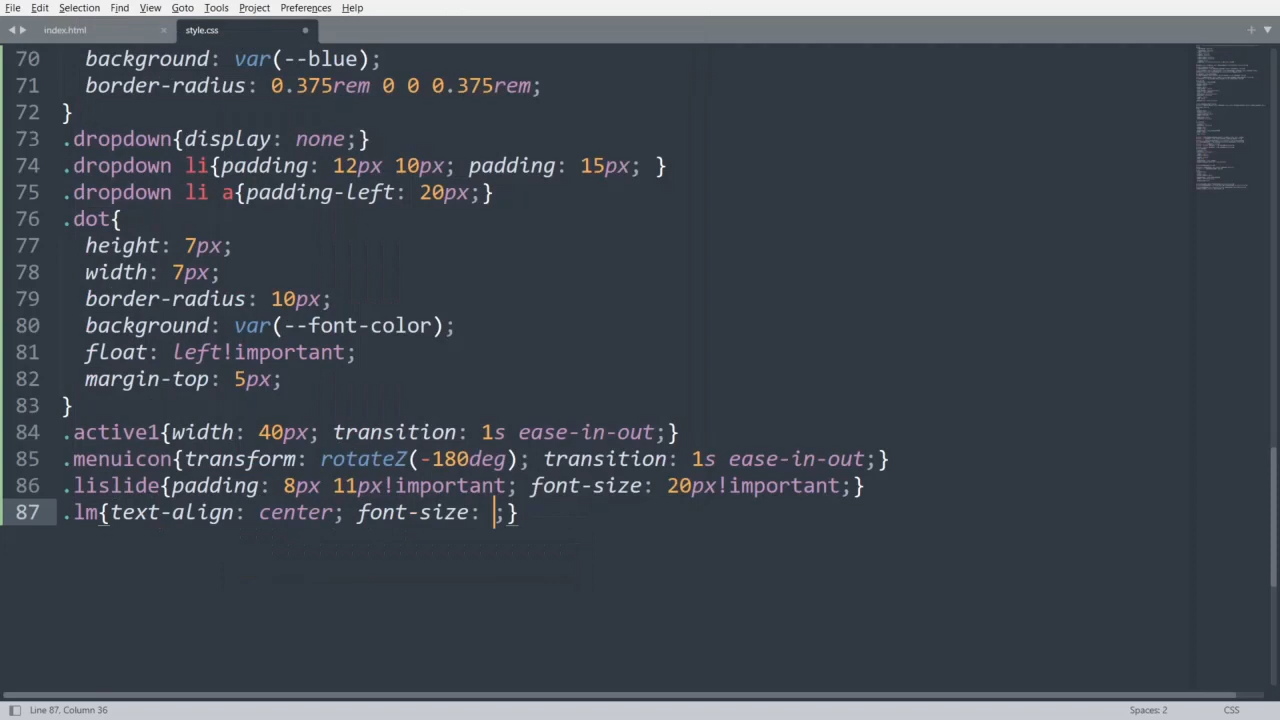 File Edit Selection Find View Goto Tools Project Preferences Help
index.html × style.css
70 background: var(--blue);
71 border-radius: 0.375rem 0 0 0.375rem;
72 }
73 .dropdown{display: none;}
74 .dropdown li{padding: 12px 10px; padding: 15px; }
75 .dropdown li a{padding-left: 20px;}
76 .dot{
77 height: 7px;
78 width: 7px;
79 border-radius: 10px;
80 background: var(--font-color);
81 float: left!important;
82 margin-top: 5px;
83 }
84 .active1{width: 40px; transition: 1s ease-in-out;}
85 .menuicon{transform: rotateZ(-180deg); transition: 1s ease-in-out;}
86 .lislide{padding: 8px 11px!important; font-size: 20px!important;}
87 .lm{text-align: center; font-size: ;}
Line 87, Column 36 Spaces: 2 CSS